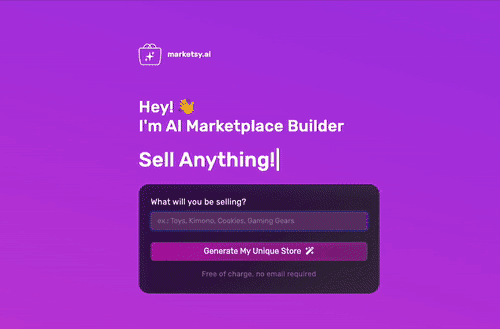 marketsy.ai
Hey! 👋
I'm AI Marketplace Builder
Sell Anything!
What will you be selling?
ex.: Toys, Kimono, Cookies, Gaming Gears
Generate My Unique Store
Free of charge, no email required